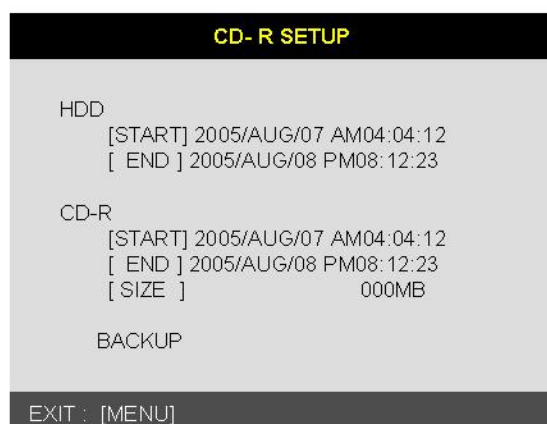 CD- R SETUP
HDD
[START] 2005/AUG/07 AM04:04:12
[ END ] 2005/AUG/08 PM08:12:23
CD-R
[START] 2005/AUG/07 AM04:04:12
[ END ] 2005/AUG/08 PM08:12:23
[ SIZE ] 000MB
BACKUP
EXIT : [MENU]